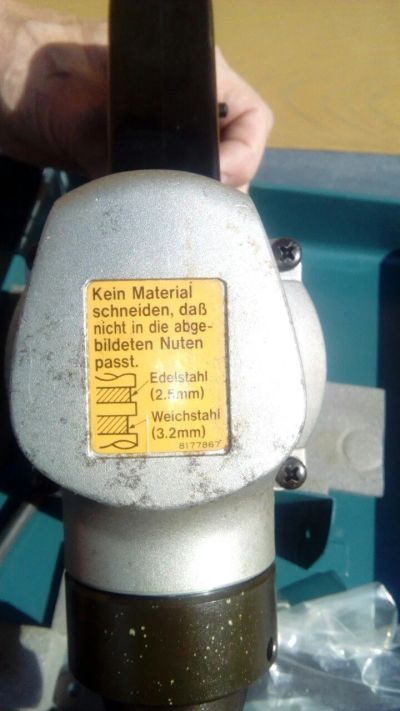 Kein Material
schneiden, daß
nicht in die abge-
bildeten Nuten
passt.
Edelstahl
(2.5mm)
Weichstahl
(3.2mm)
8177867